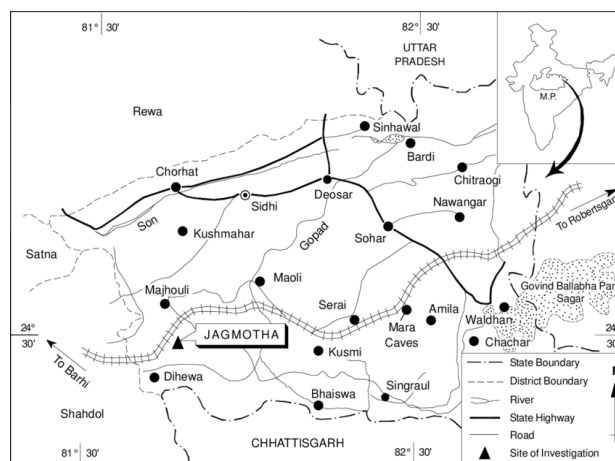 81° 30'
82° 30'
UTTAR
PRADESH
M.P.
Rewa
Sinhawal
Bardi
Chorhat
Deosar
Chitraogi
Sidhi
Nawangar
To Robertsgan
Son
Kushmahar
Gopad
Sohar
Satna
Maoli
Govind Ballabha Pan
Sagar
Majhouli
Serai
Amila
Waldhan
Mara
Caves
24°
30'
JAGMOTHA
24°
Kusmi
Chachar
To Barhi
Dihewa
Singraul
Bhaiswa
Shahdol
CHHATTISGARH
State Boundary
District Boundary
River
State Highway
Road
Site of Investigation
81° 30'
82° 30'